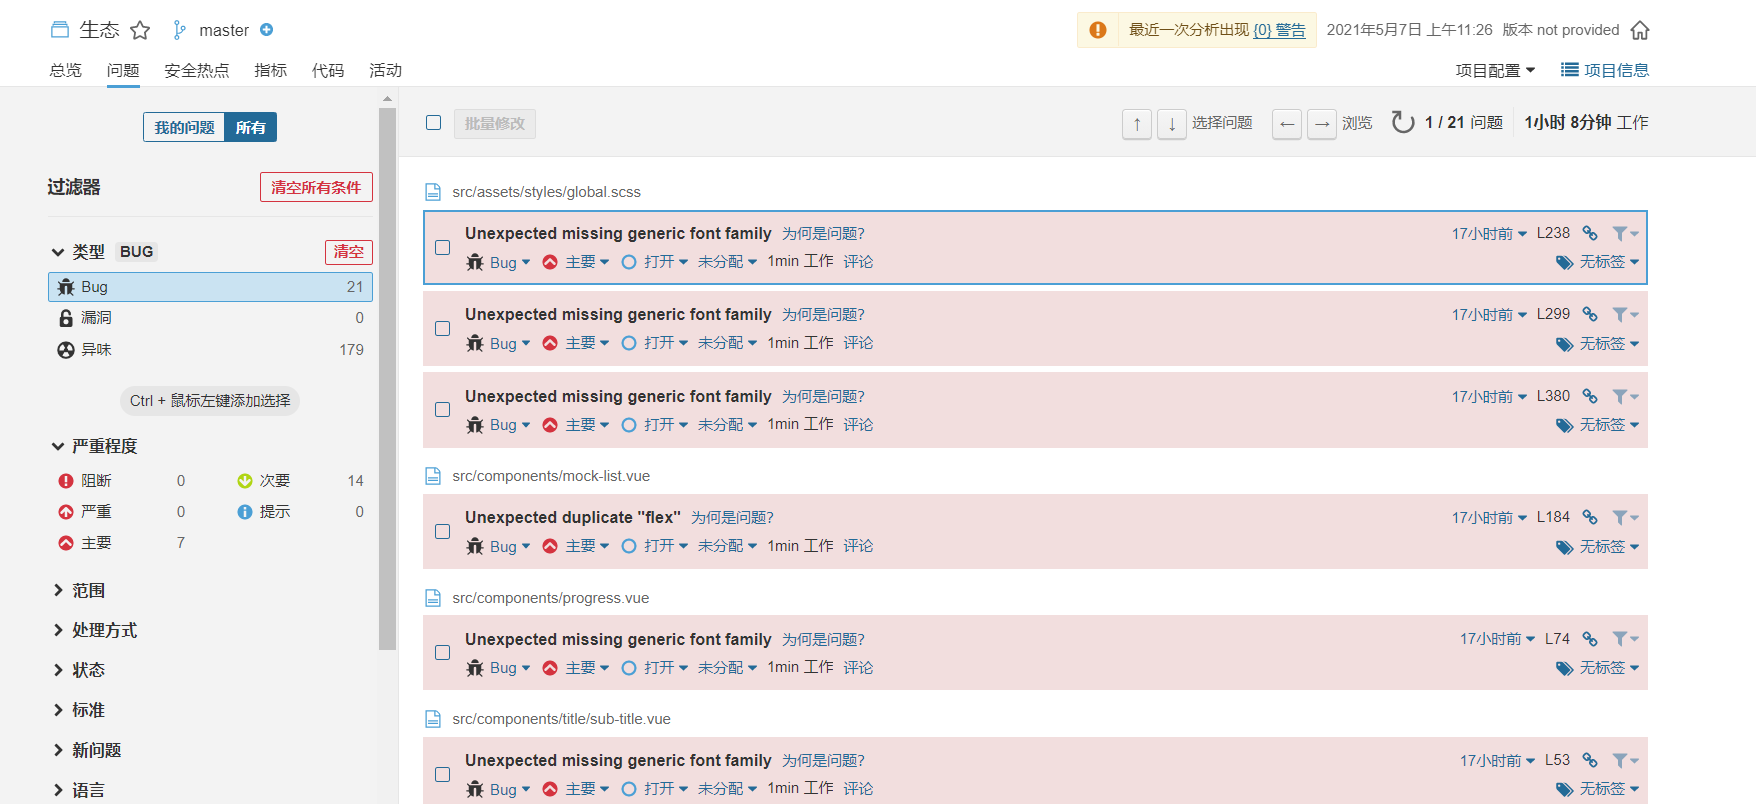 生态 master 最近一次分析出现 {0} 警告 2021年5月7日 上午11:26 版本 not provided
总览 问题 安全热点 指标 代码 活动 项目配置 项目信息
我的问题 所有
批量修改 ↑ ↓ 选择问题 ← → 浏览 1 / 21 问题 1小时 8分钟 工作
过滤器 清空所有条件
类型 BUG 清空
Bug 21
漏洞 0
异味 179
Ctrl + 鼠标左键添加选择
严重程度
阻断 0 次要 14
严重 0 提示 0
主要 7
范围
处理方式
状态
标准
新问题
语言
src/assets/styles/global.scss
Unexpected missing generic font family 为何是问题? 17小时前 L238
Bug 主要 打开 未分配 1min 工作 评论 无标签
Unexpected missing generic font family 为何是问题? 17小时前 L299
Bug 主要 打开 未分配 1min 工作 评论 无标签
Unexpected missing generic font family 为何是问题? 17小时前 L380
Bug 主要 打开 未分配 1min 工作 评论 无标签
src/components/mock-list.vue
Unexpected duplicate "flex" 为何是问题? 17小时前 L184
Bug 主要 打开 未分配 1min 工作 评论 无标签
src/components/progress.vue
Unexpected missing generic font family 为何是问题? 17小时前 L74
Bug 主要 打开 未分配 1min 工作 评论 无标签
src/components/title/sub-title.vue
Unexpected missing generic font family 为何是问题? 17小时前 L53
Bug 主要 打开 未分配 1min 工作 评论 无标签